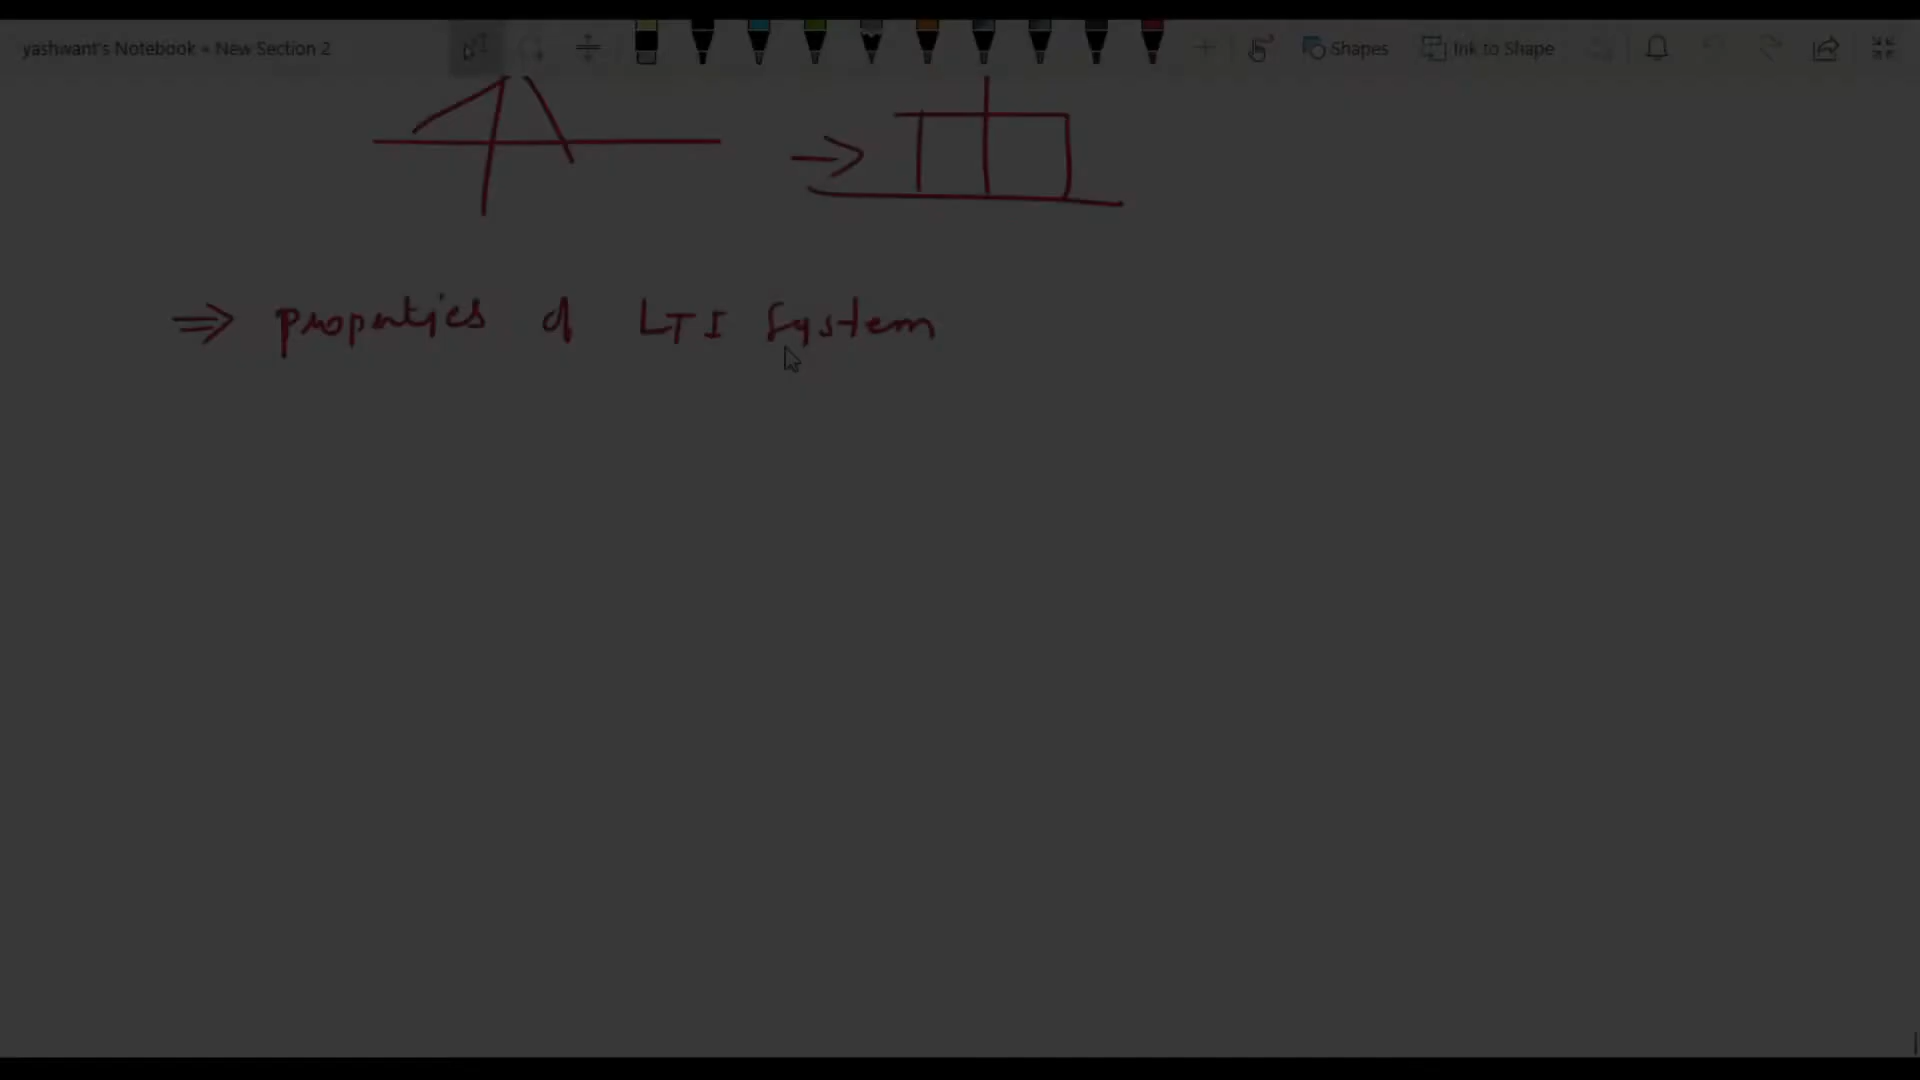 yashwant's Notebook » New Section 2
Shapes
Ink to Shape
⇒ properties of LTI System